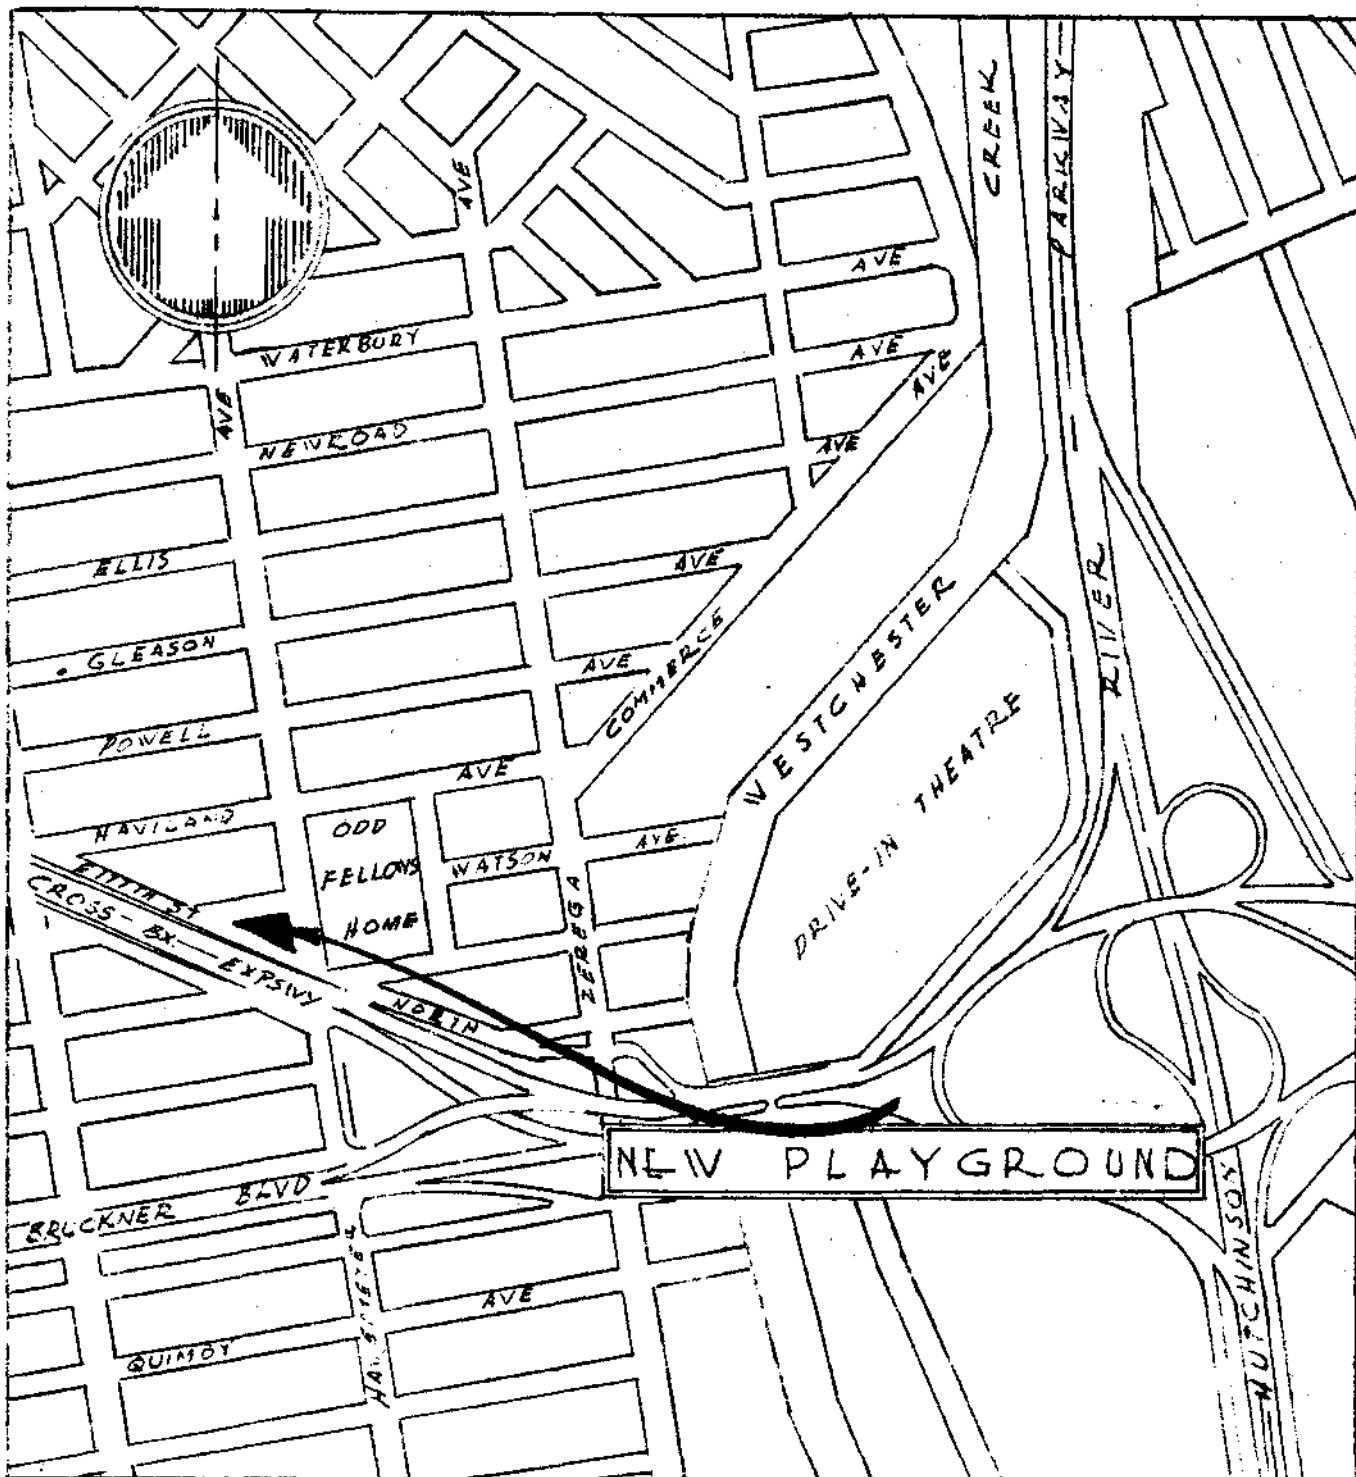 CREEK
PARKWAY
AVE
AVE
WATERBURY
AVE
AVE
AVE
NEWROAD
AVE
ELLIS
AVE
RIVER
GLEASON
AVE
COMMERCE
WESTCHESTER
POWELL
AVE
DRIVE-IN THEATRE
HAVILAND
ODD
FELLOWS
HOME
WATSON
AVE.
ZEREGA
CROSS-BX. EXPSWY
NORTH
NEW PLAYGROUND
BRUCKNER BLVD
HUTCHINSON
AVE
QUIMBY